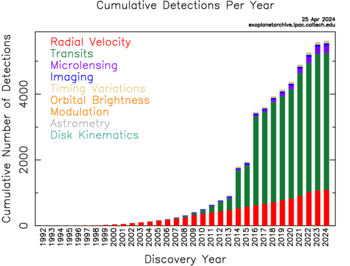 Cumulative Detections Per Year
25 Apr 2024
exoplanetarchive.ipac.caltech.edu
Radial Velocity
Transits
Microlensing
Imaging
Timing Variations
Orbital Brightness
Modulation
Astrometry
Disk Kinematics
Cumulative Number of Detections
4000
2000
0
1992 1993 1994 1995 1996 1997 1998 1999 2000 2001 2002 2003 2004 2005 2006 2007 2008 2009 2010 2011 2012 2013 2014 2015 2016 2017 2018 2019 2020 2021 2022 2023 2024
Discovery Year